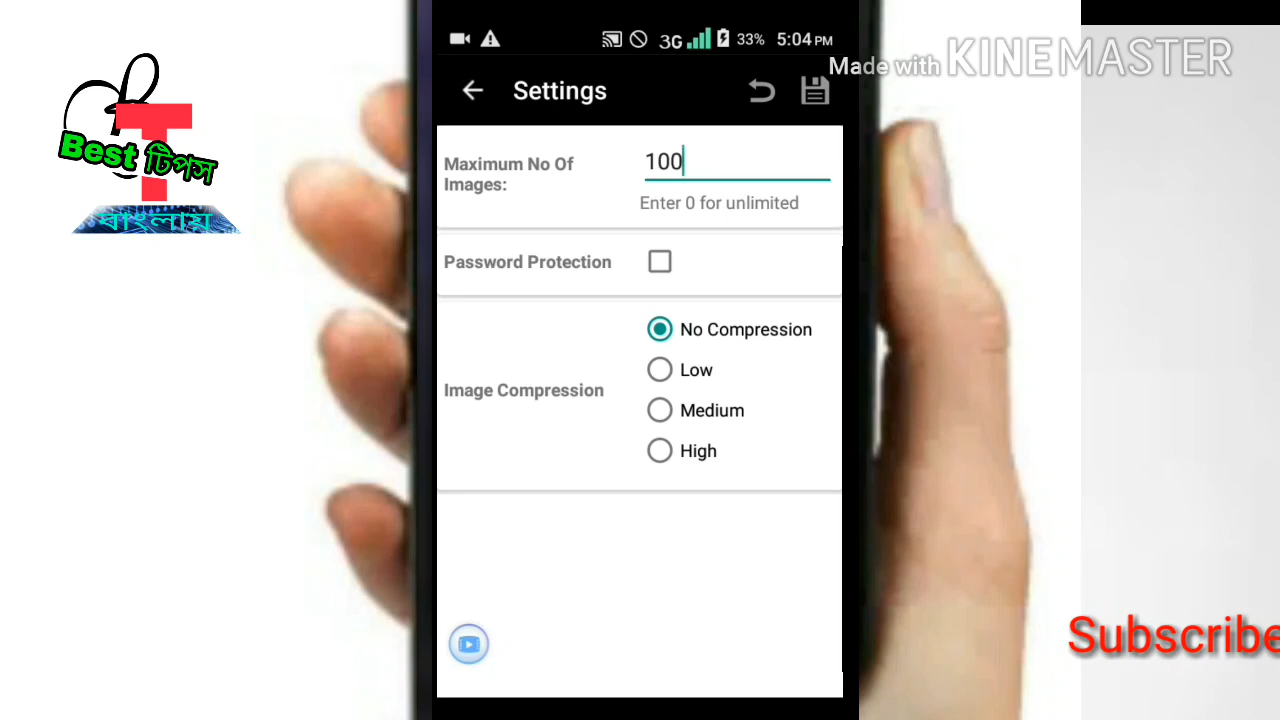 3G 33% 5:04 PM
Made with KINEMASTER
Settings
Best টিপস
বাংলায়
Maximum No Of
Images:
100
Enter 0 for unlimited
Password Protection
Image Compression
No Compression
Low
Medium
High
Subscribe